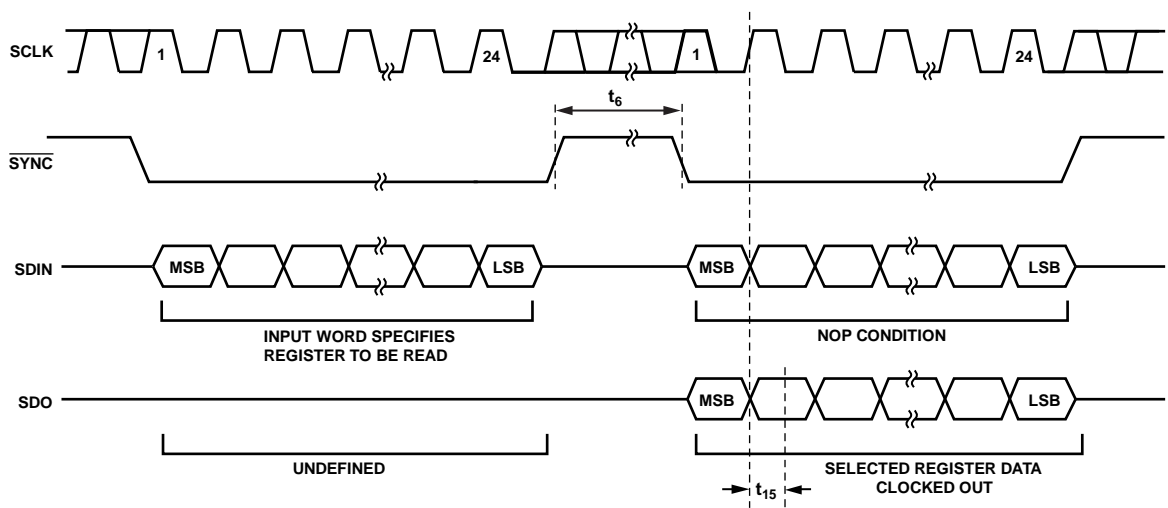 SCLK
1
24
1
24
t6
SYNC
SDIN
MSB
LSB
MSB
LSB
INPUT WORD SPECIFIES
REGISTER TO BE READ
NOP CONDITION
SDO
MSB
LSB
UNDEFINED
SELECTED REGISTER DATA
CLOCKED OUT
t15